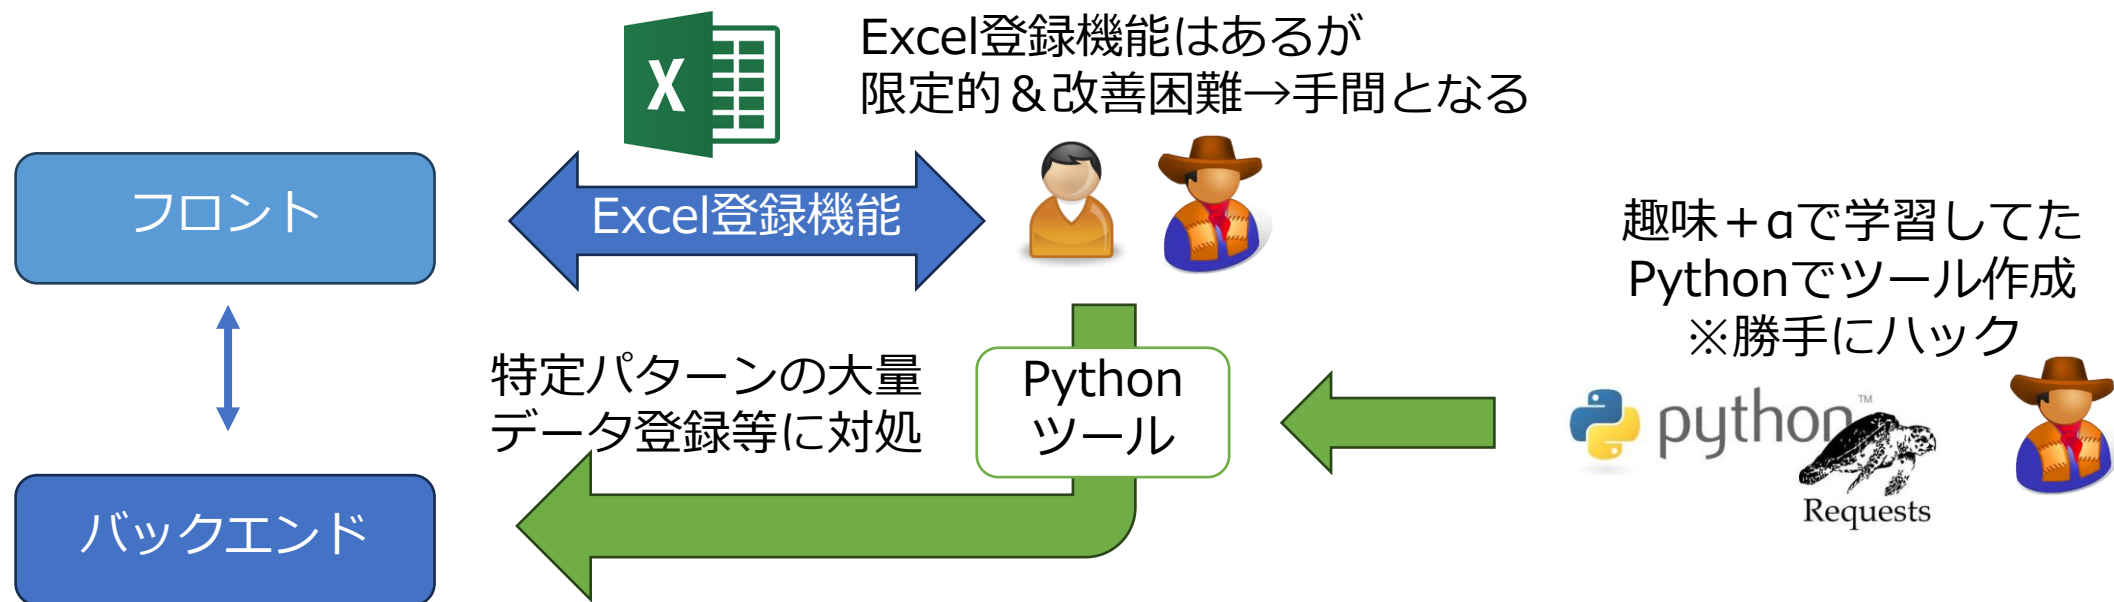 X
Excel登録機能はあるが
限定的＆改善困難→手間となる
フロント
Excel登録機能
趣味＋αで学習してた
Pythonでツール作成
※勝手にハック
特定パターンの大量
データ登録等に対処
Python
ツール
python™
Requests
バックエンド